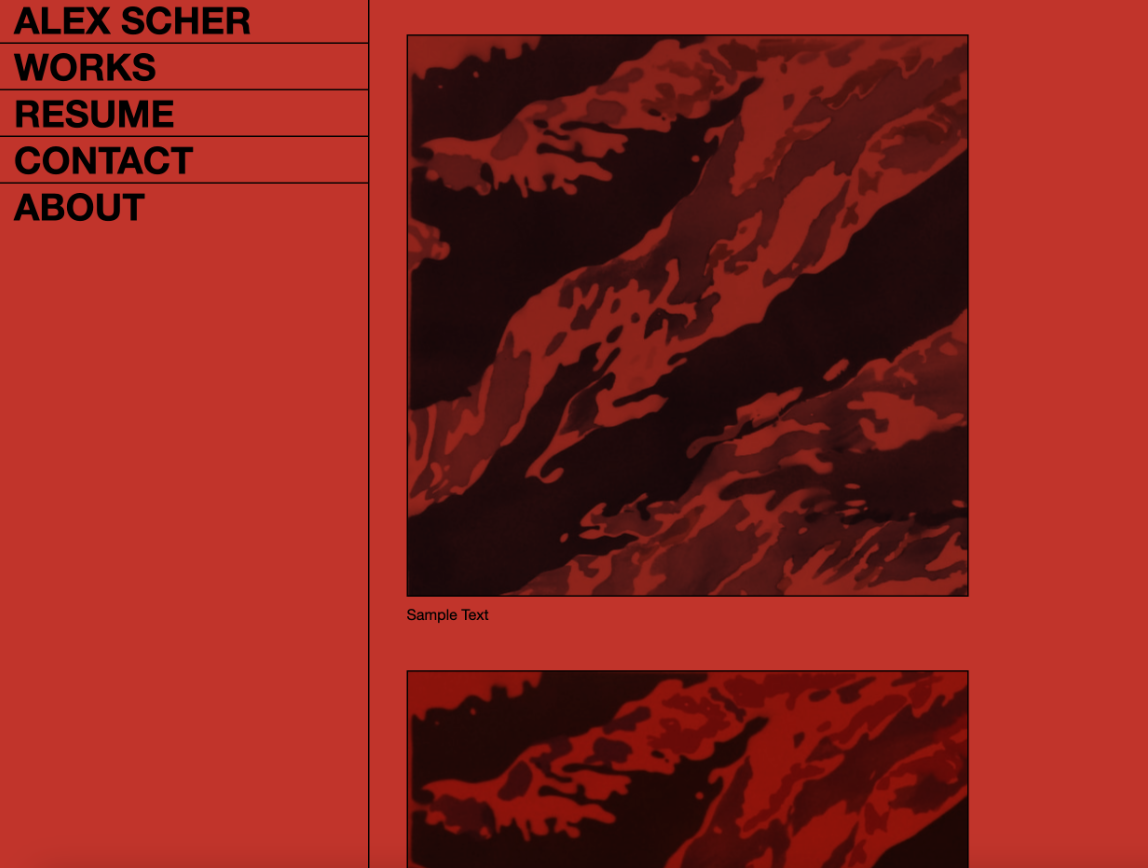 ALEX SCHER
WORKS
RESUME
CONTACT
ABOUT
Sample Text